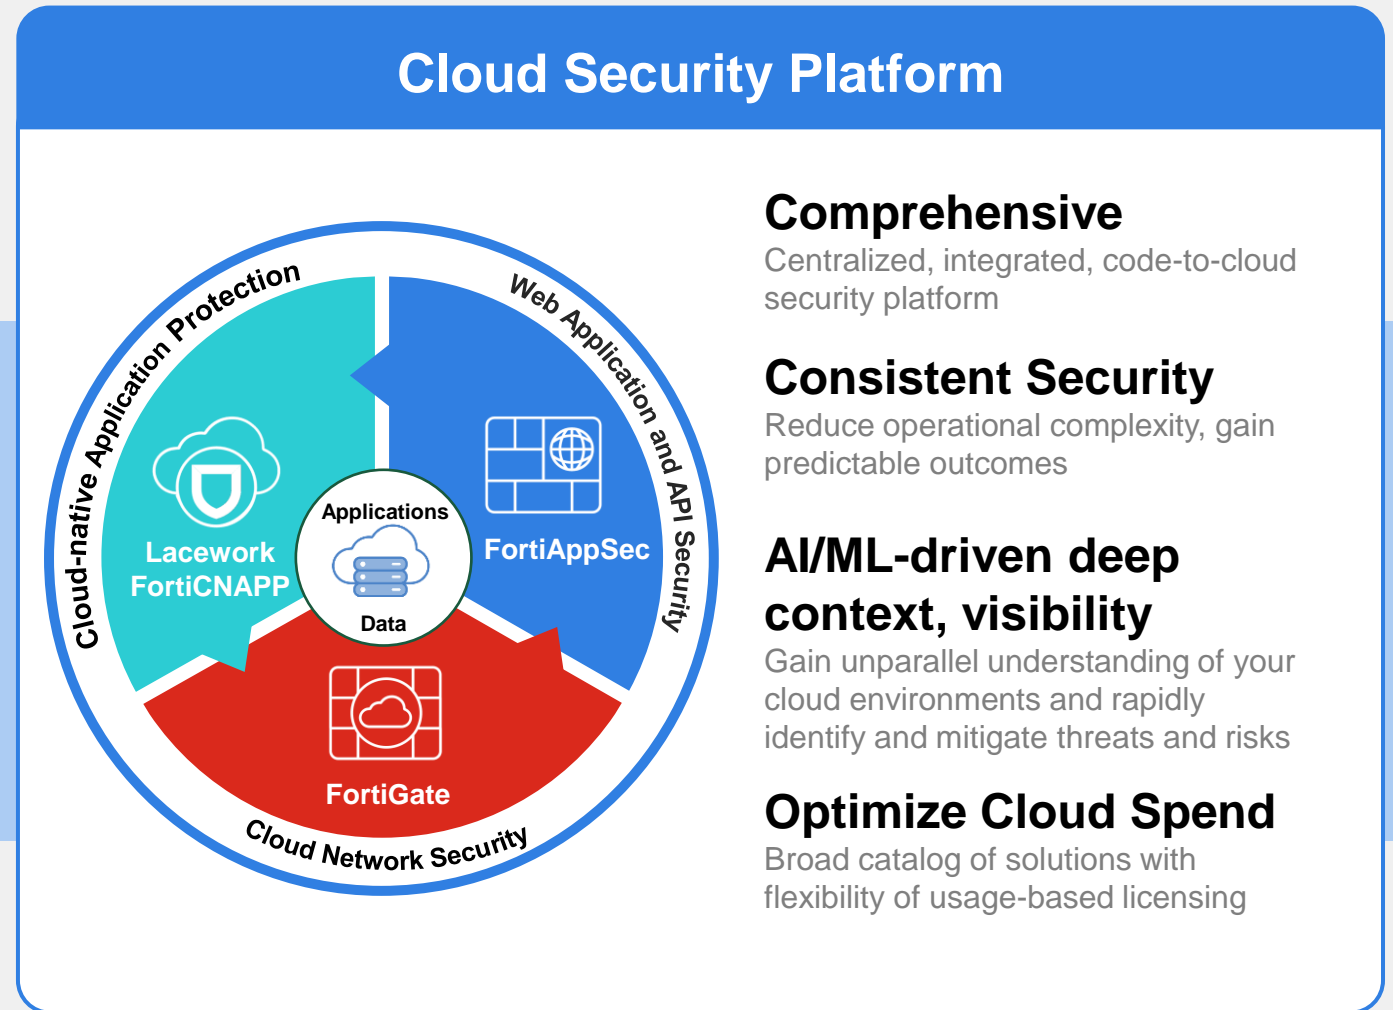 Cloud Security Platform
Cloud-native Application Protection
Web Application and API Security
Lacework
FortiCNAPP
Applications
Data
FortiAppSec
FortiGate
Cloud Network Security
Comprehensive
Centralized, integrated, code-to-cloud
security platform
Consistent Security
Reduce operational complexity, gain
predictable outcomes
AI/ML-driven deep
context, visibility
Gain unparallel understanding of your
cloud environments and rapidly
identify and mitigate threats and risks
Optimize Cloud Spend
Broad catalog of solutions with
flexibility of usage-based licensing